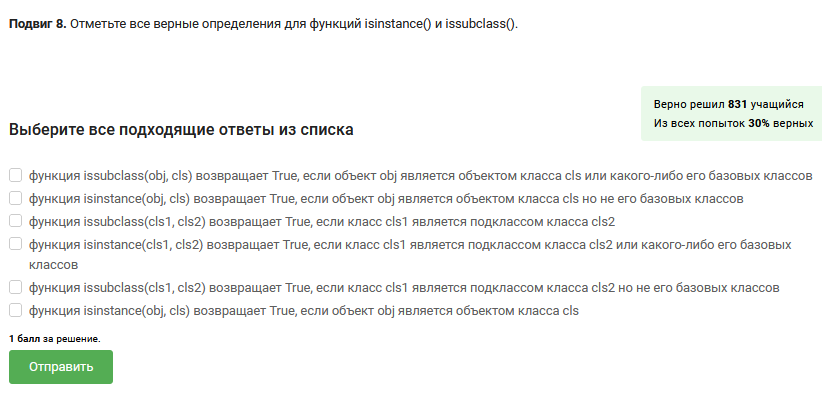 Подвиг 8. Отметьте все верные определения для функций isinstance() и issubclass().
Верно решил 831 учащийся
Из всех попыток 30% верных
Выберите все подходящие ответы из списка
функция issubclass(obj, cls) возвращает True, если объект obj является объектом класса cls или какого-либо его базовых классов
функция isinstance(obj, cls) возвращает True, если объект obj является объектом класса cls но не его базовых классов
функция issubclass(cls1, cls2) возвращает True, если класс cls1 является подклассом класса cls2
функция isinstance(cls1, cls2) возвращает True, если класс cls1 является подклассом класса cls2 или какого-либо его базовых
классов
функция issubclass(cls1, cls2) возвращает True, если класс cls1 является подклассом класса cls2 но не его базовых классов
функция isinstance(obj, cls) возвращает True, если объект obj является объектом класса cls
1 балл за решение.
Отправить